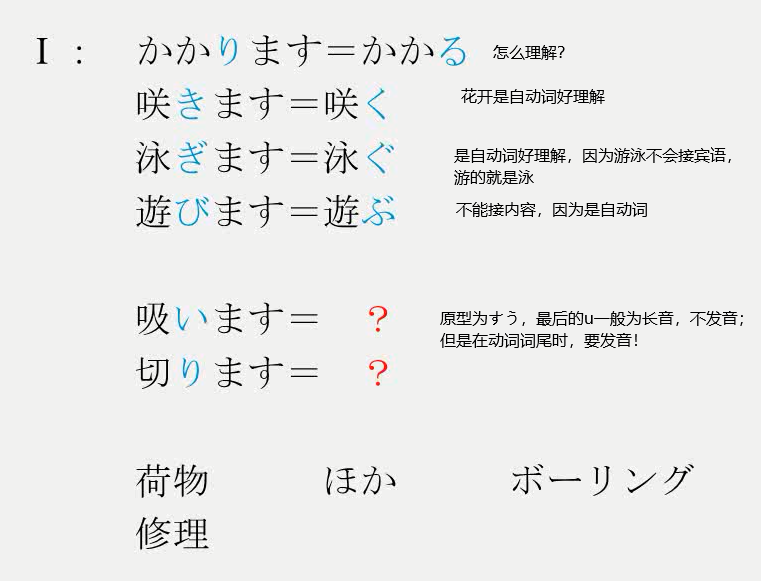 Ⅰ： かかります＝かかる 怎么理解？
咲きます＝咲く 花开是自动词好理解
泳ぎます＝泳ぐ 是自动词好理解，因为游泳不会接宾语，
游的就是泳
遊びます＝遊ぶ 不能接内容，因为是自动词
吸います＝ ？ 原型为すう，最后的u一般为长音，不发音；
但是在动词词尾时，要发音！
切ります＝ ？
荷物 ほか ボーリング
修理